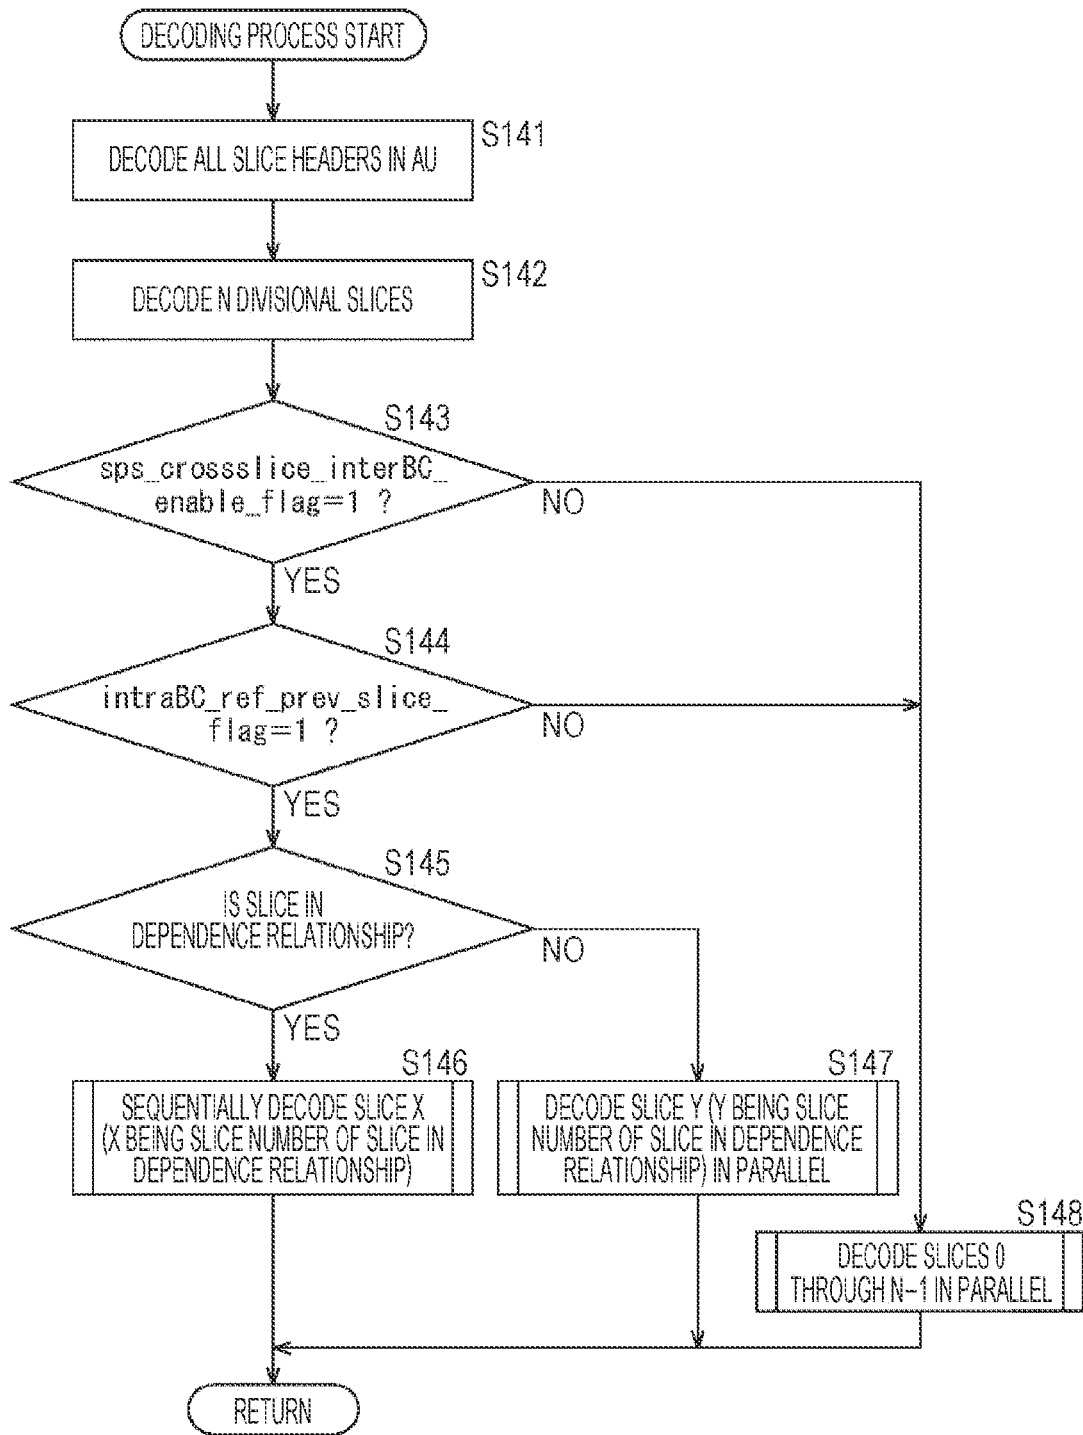 DECODING PROCESS START
S141
DECODE ALL SLICE HEADERS IN AU
S142
DECODE N DIVISIONAL SLICES
S143
sps_crossslice_interBC_
enable_flag=1 ?
NO
YES
S144
intraBC_ref_prev_slice_
flag=1 ?
NO
YES
S145
IS SLICE IN
DEPENDENCE RELATIONSHIP?
NO
YES
S146
SEQUENTIALLY DECODE SLICE X
(X BEING SLICE NUMBER OF SLICE IN
DEPENDENCE RELATIONSHIP)
S147
DECODE SLICE Y (Y BEING SLICE
NUMBER OF SLICE IN DEPENDENCE
RELATIONSHIP) IN PARALLEL
S148
DECODE SLICES 0
THROUGH N-1 IN PARALLEL
RETURN